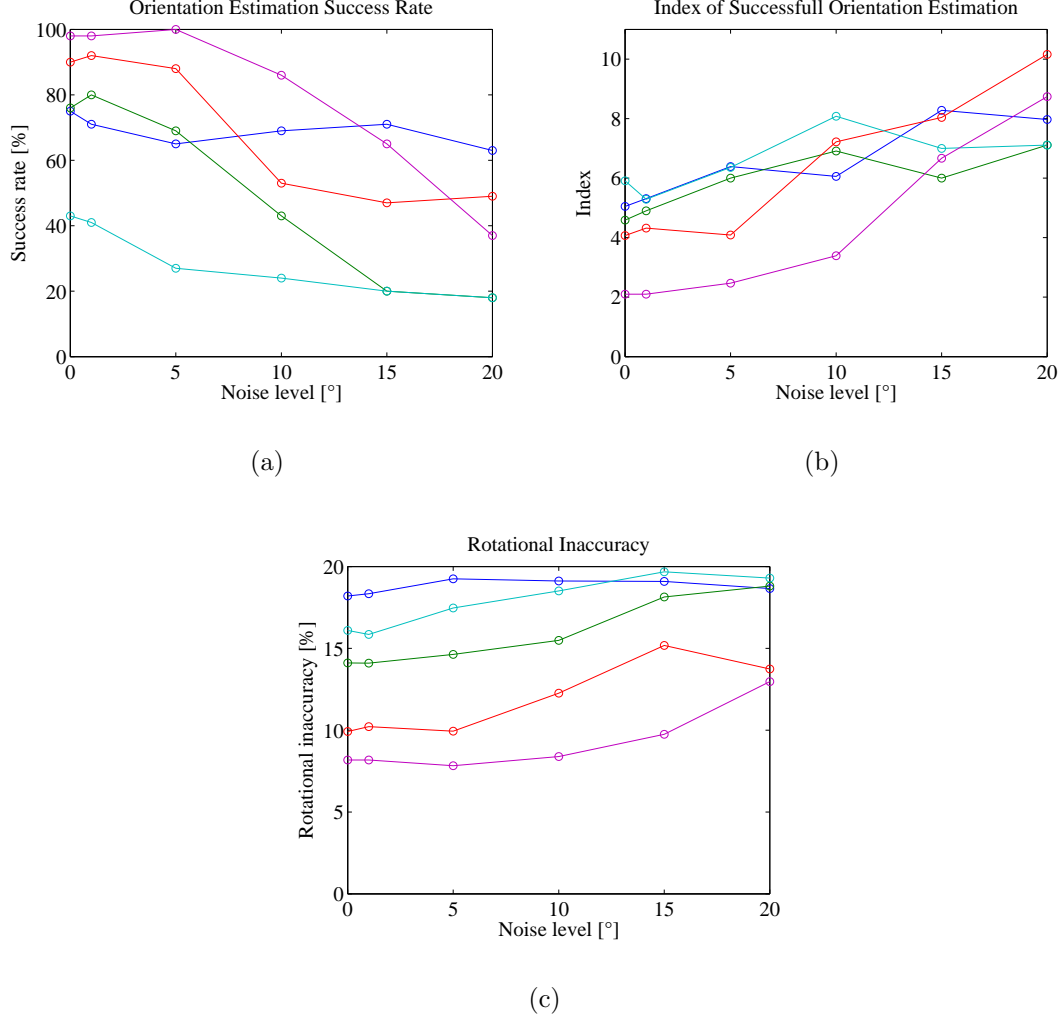 Orientation Estimation Success Rate
100
80
60
40
20
0
Success rate [%]
0 5 10 15 20
Noise level [°]
(a)
Index of Successfull Orientation Estimation
10
8
6
4
2
0
Index
0 5 10 15 20
Noise level [°]
(b)
Rotational Inaccuracy
20
15
10
5
0
Rotational inaccuracy [%]
0 5 10 15 20
Noise level [°]
(c)